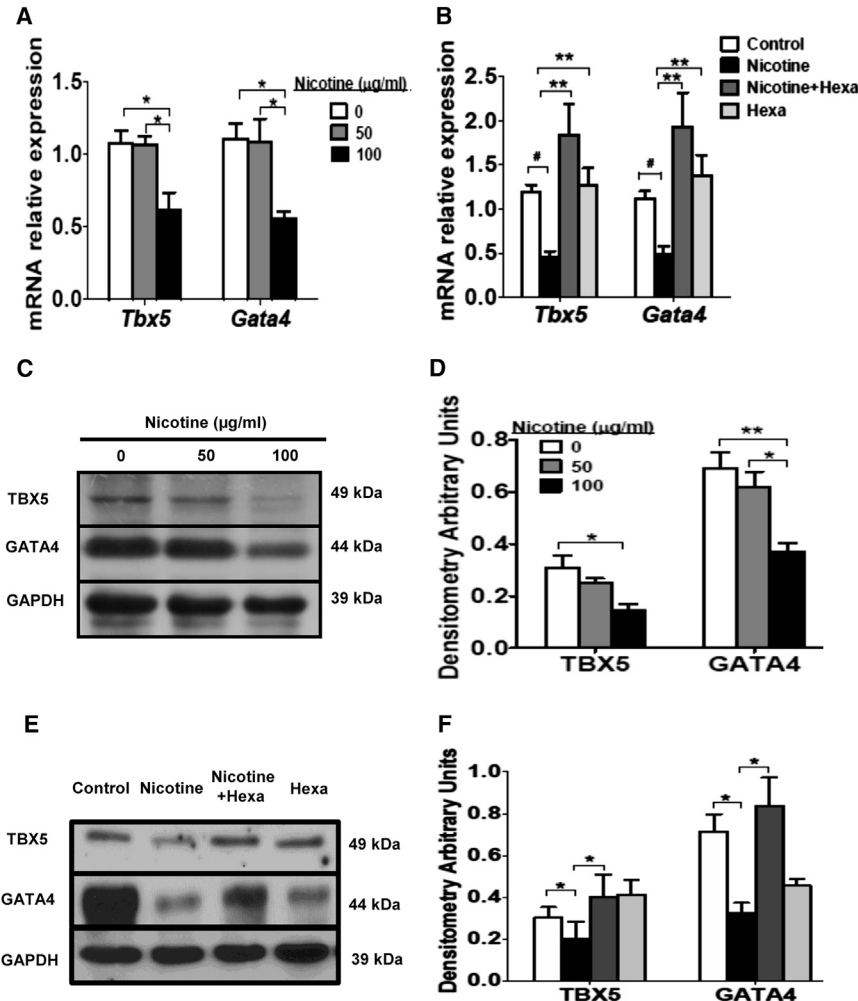 A
mRNA relative expression
1.5
1.0
0.5
0.0
Nicotine (µg/ml)
0
50
100
*
*
*
*
Tbx5
Gata4
B
mRNA relative expression
2.5
2.0
1.5
1.0
0.5
0.0
Control
Nicotine
Nicotine+Hexa
Hexa
**
**
#
**
**
#
Tbx5
Gata4
C
Nicotine (µg/ml)
0 50 100
TBX5 49 kDa
GATA4 44 kDa
GAPDH 39 kDa
D
Densitometry Arbitrary Units
0.8
0.6
0.4
0.2
0.0
Nicotine (µg/ml)
0
50
100
*
**
*
TBX5
GATA4
E
Control Nicotine Nicotine +Hexa Hexa
TBX5 49 kDa
GATA4 44 kDa
GAPDH 39 kDa
F
Densitometry Arbitrary Units
1.0
0.8
0.6
0.4
0.2
0.0
*
*
*
*
TBX5
GATA4